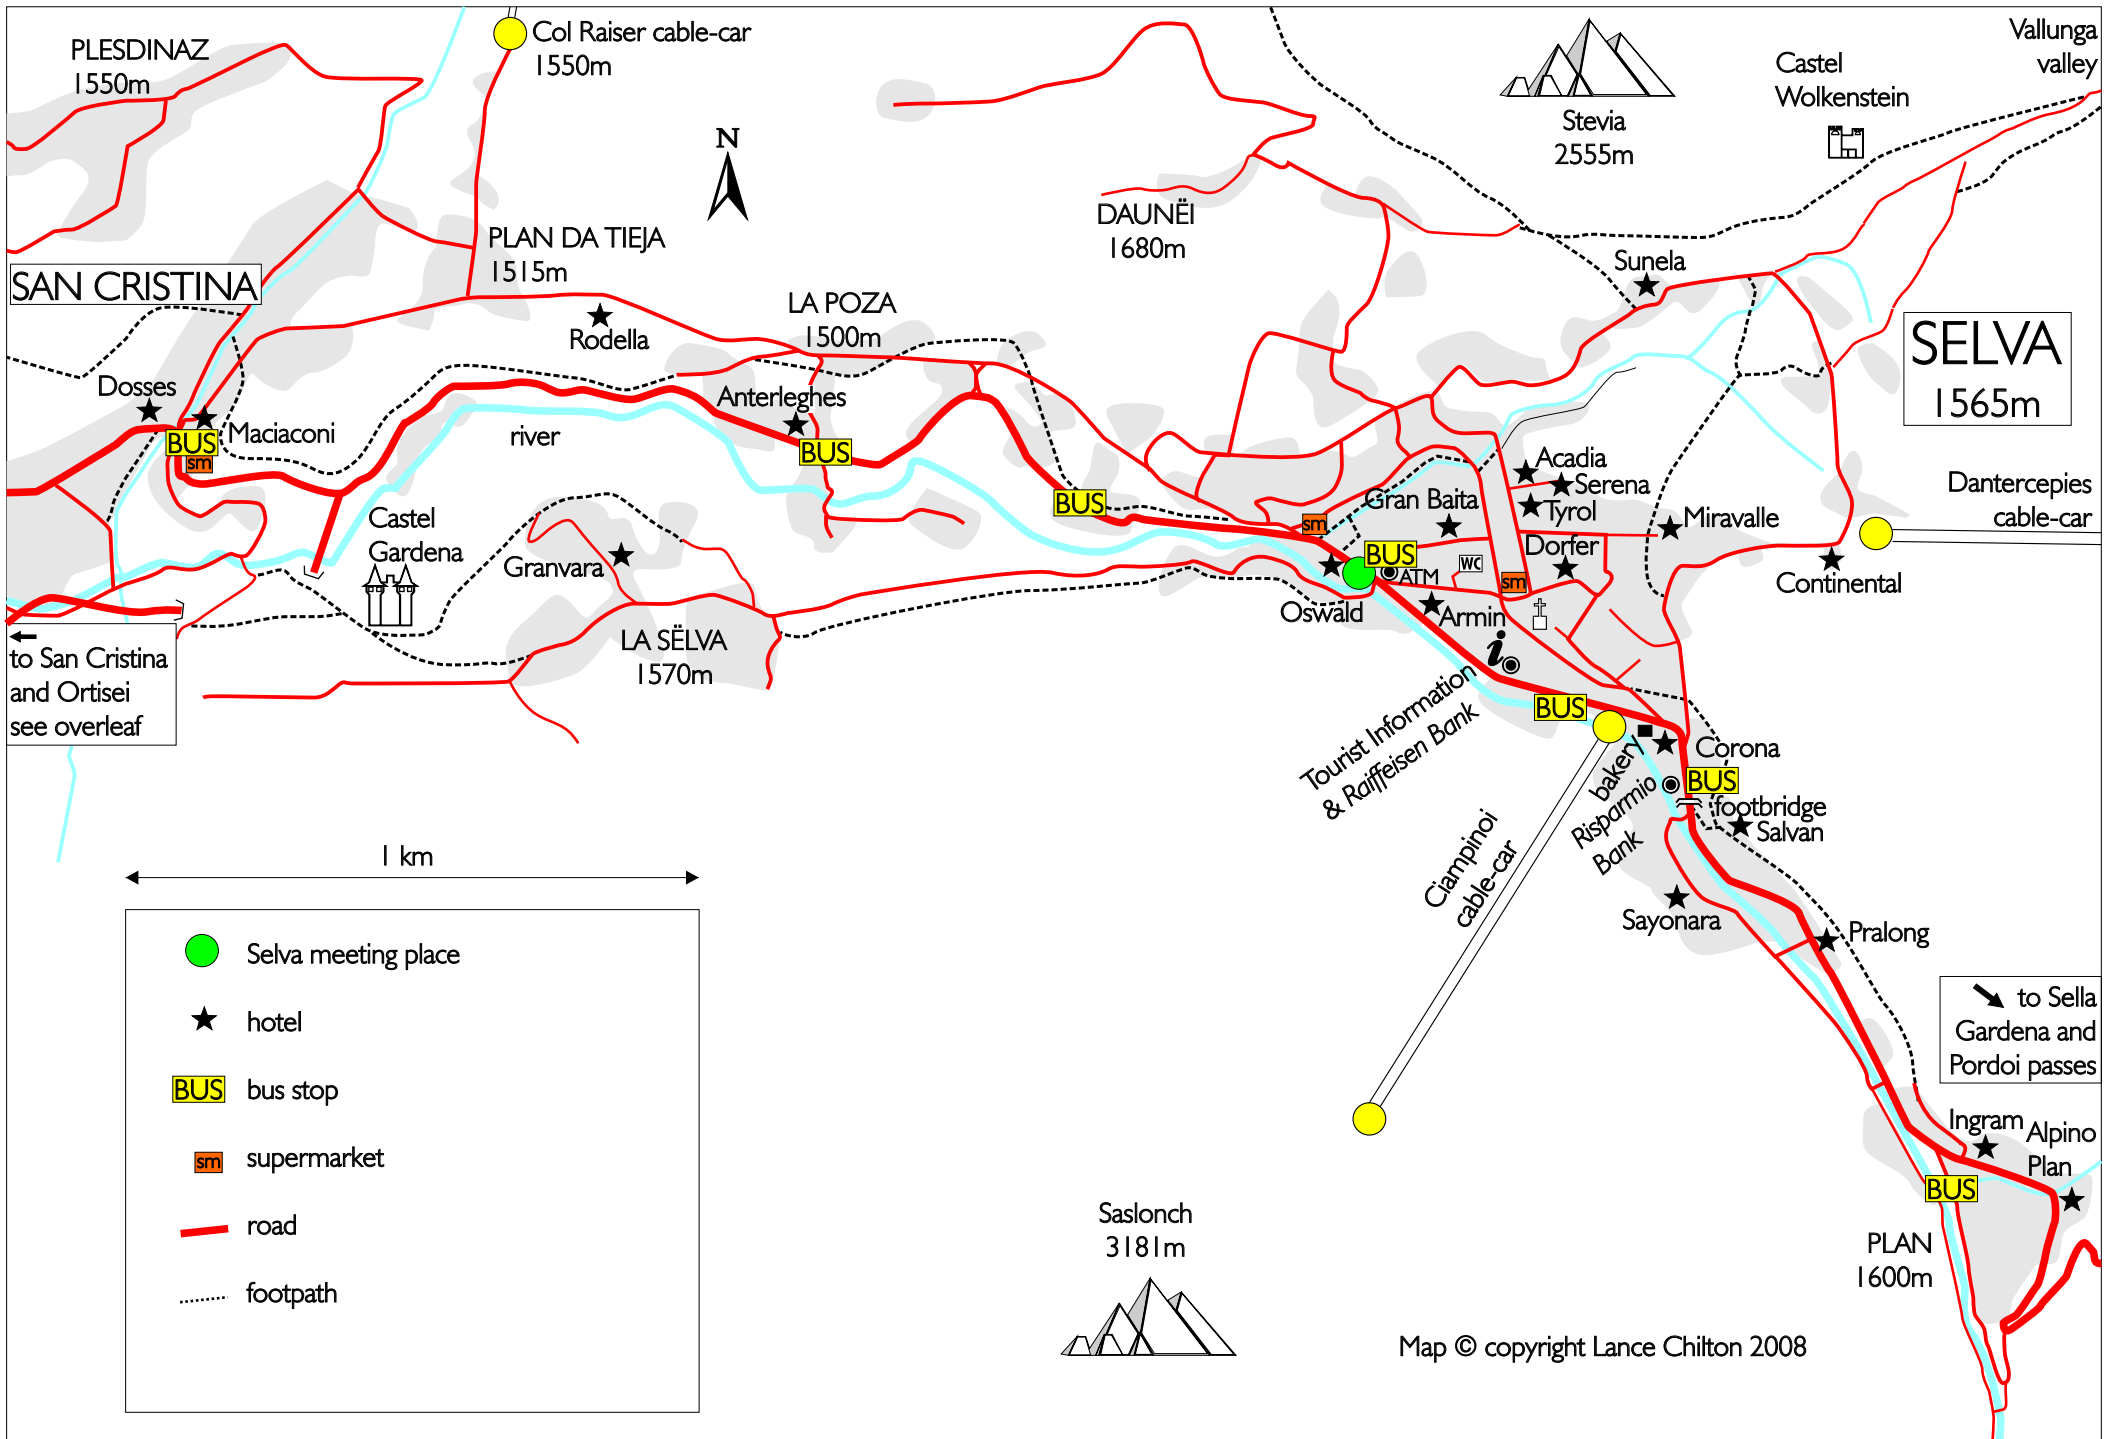 PLESDINAZ
1550m
Col Raiser cable-car
1550m
N
Stevia
2555m
Castel
Wolkenstein
Vallunga
valley
SAN CRISTINA
PLAN DA TIEJA
1515m
DAUNËI
1680m
Sunela
LA POZA
1500m
Rodella
SELVA
1565m
Dosses
Maciaconi
BUS
sm
river
Anterleghes
BUS
BUS
Acadia
Serena
Tyrol
Gran Baita
Miravalle
Dantercepies
cable-car
Castel
Gardena
Granvara
sm
BUS
ATM
WC
Dorfer
sm
Continental
Oswald
Armin
LA SËLVA
1570m
to San Cristina
and Ortisei
see overleaf
i
Tourist Information
& Raiffeisen Bank
BUS
bakery
Corona
BUS
Risparmio
Bank
footbridge
Salvan
Ciampinoi
cable-car
Sayonara
Pralong
to Sella
Gardena and
Pordoi passes
Ingram
Alpino
Plan
BUS
PLAN
1600m
1 km
Selva meeting place
hotel
BUS
bus stop
sm
supermarket
road
footpath
Saslonch
3181m
Map © copyright Lance Chilton 2008